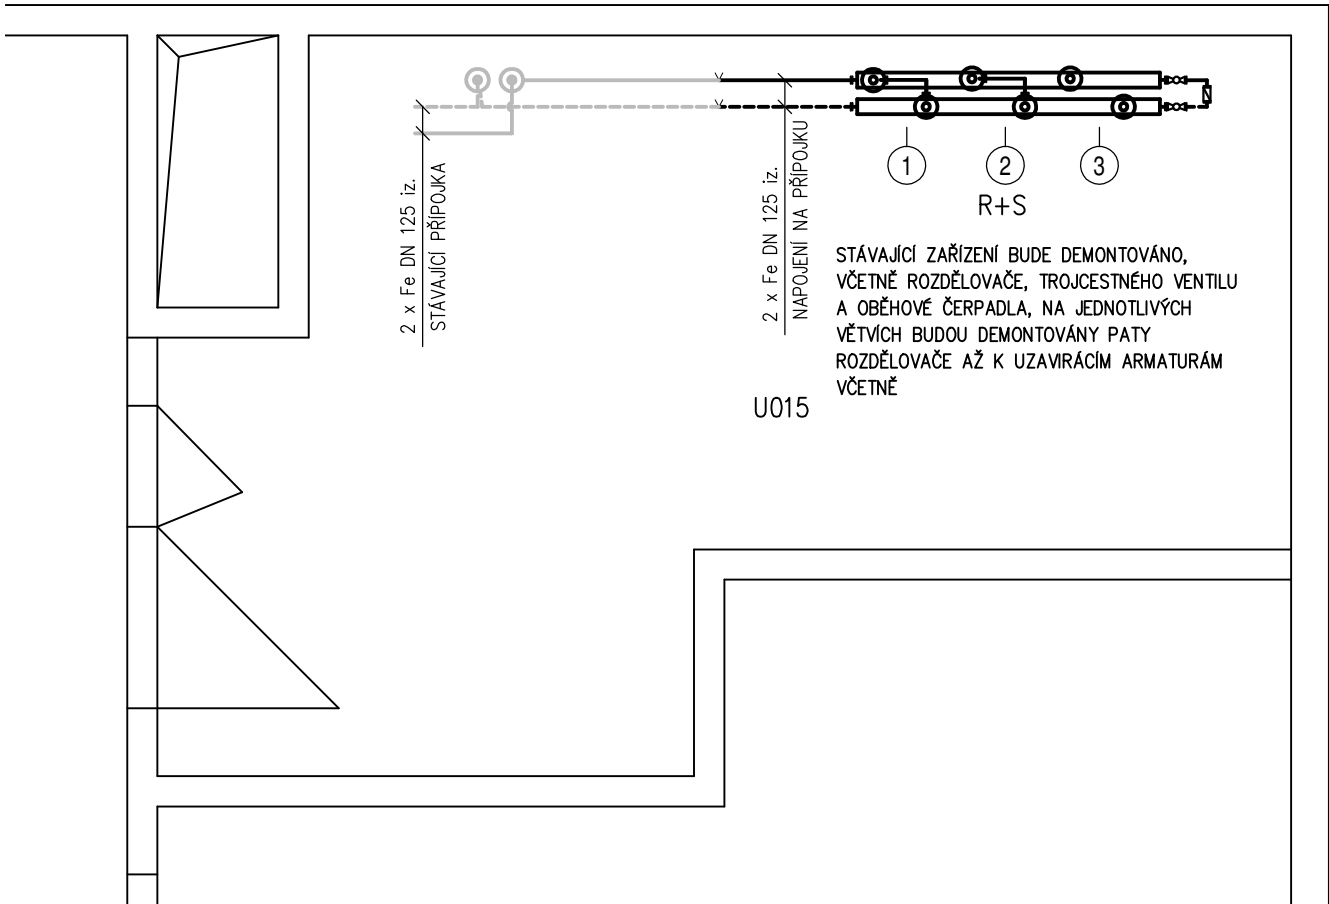 2 x Fe DN 125 iz.
STÁVAJÍCÍ PŘÍPOJKA
2 x Fe DN 125 iz.
NAPOJENÍ NA PŘÍPOJKU
1
2
3
R+S
STÁVAJÍCÍ ZAŘÍZENÍ BUDE DEMONTOVÁNO,
VČETNĚ ROZDĚLOVAČE, TROJCESTNÉHO VENTILU
A OBĚHOVÉ ČERPADLA, NA JEDNOTLIVÝCH
VĚTVÍCH BUDOU DEMONTOVÁNY PATY
ROZDĚLOVAČE AŽ K UZAVIRÁCÍM ARMATURÁM
VČETNĚ
U015